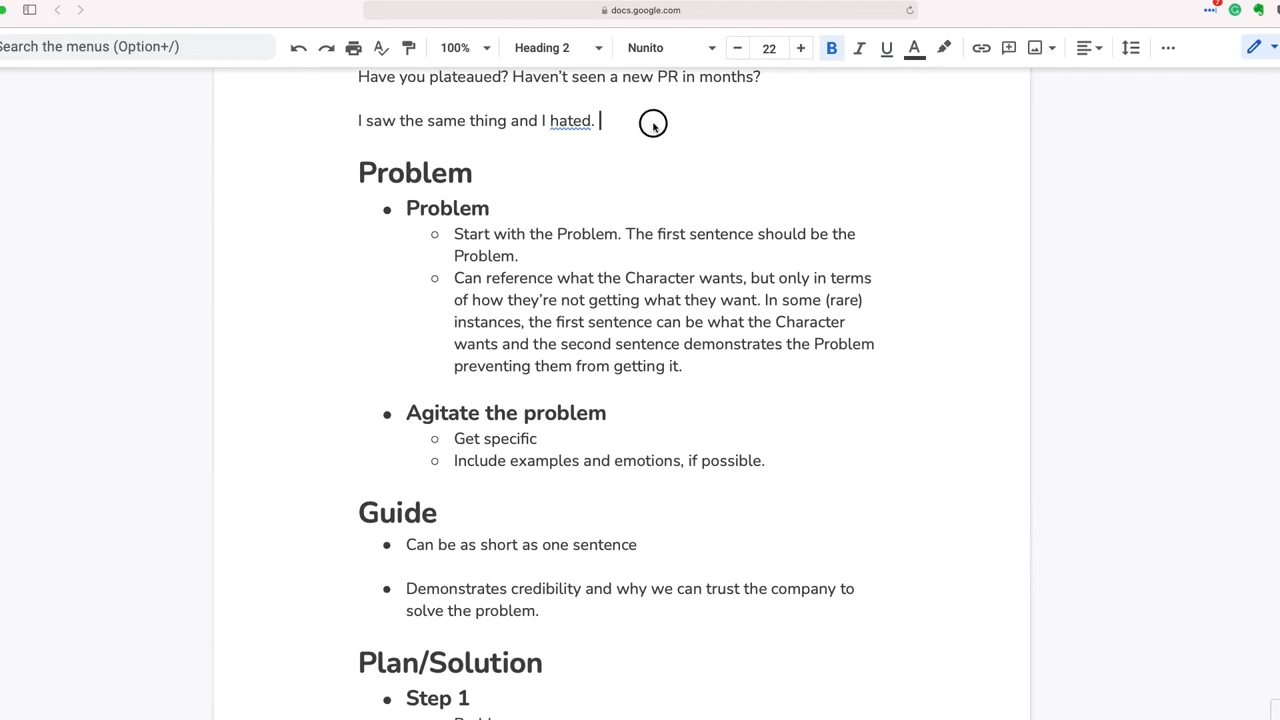 docs.google.com
7
Search the menus (Option+/)
100%
Heading 2
Nunito
22
B
I
U
A
Have you plateaued? Haven't seen a new PR in months?
I saw the same thing and I hated.
Problem
Problem
Start with the Problem. The first sentence should be the
Problem.
Can reference what the Character wants, but only in terms
of how they're not getting what they want. In some (rare)
instances, the first sentence can be what the Character
wants and the second sentence demonstrates the Problem
preventing them from getting it.
Agitate the problem
Get specific
Include examples and emotions, if possible.
Guide
Can be as short as one sentence
Demonstrates credibility and why we can trust the company to
solve the problem.
Plan/Solution
Step 1